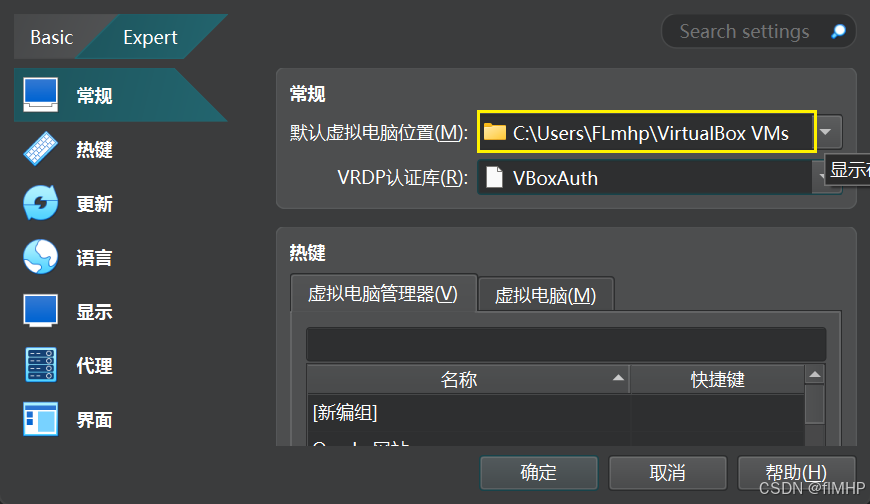 Basic
Expert
Search settings
常规
热键
更新
语言
显示
代理
界面
常规
默认虚拟电脑位置(M):
C:\Users\FLmhp\VirtualBox VMs
显示
VRDP认证库(R):
VBoxAuth
热键
虚拟电脑管理器(V)
虚拟电脑(M)
名称
快捷键
[新编组]
确定
取消
帮助(H)
CSDN @flMHP